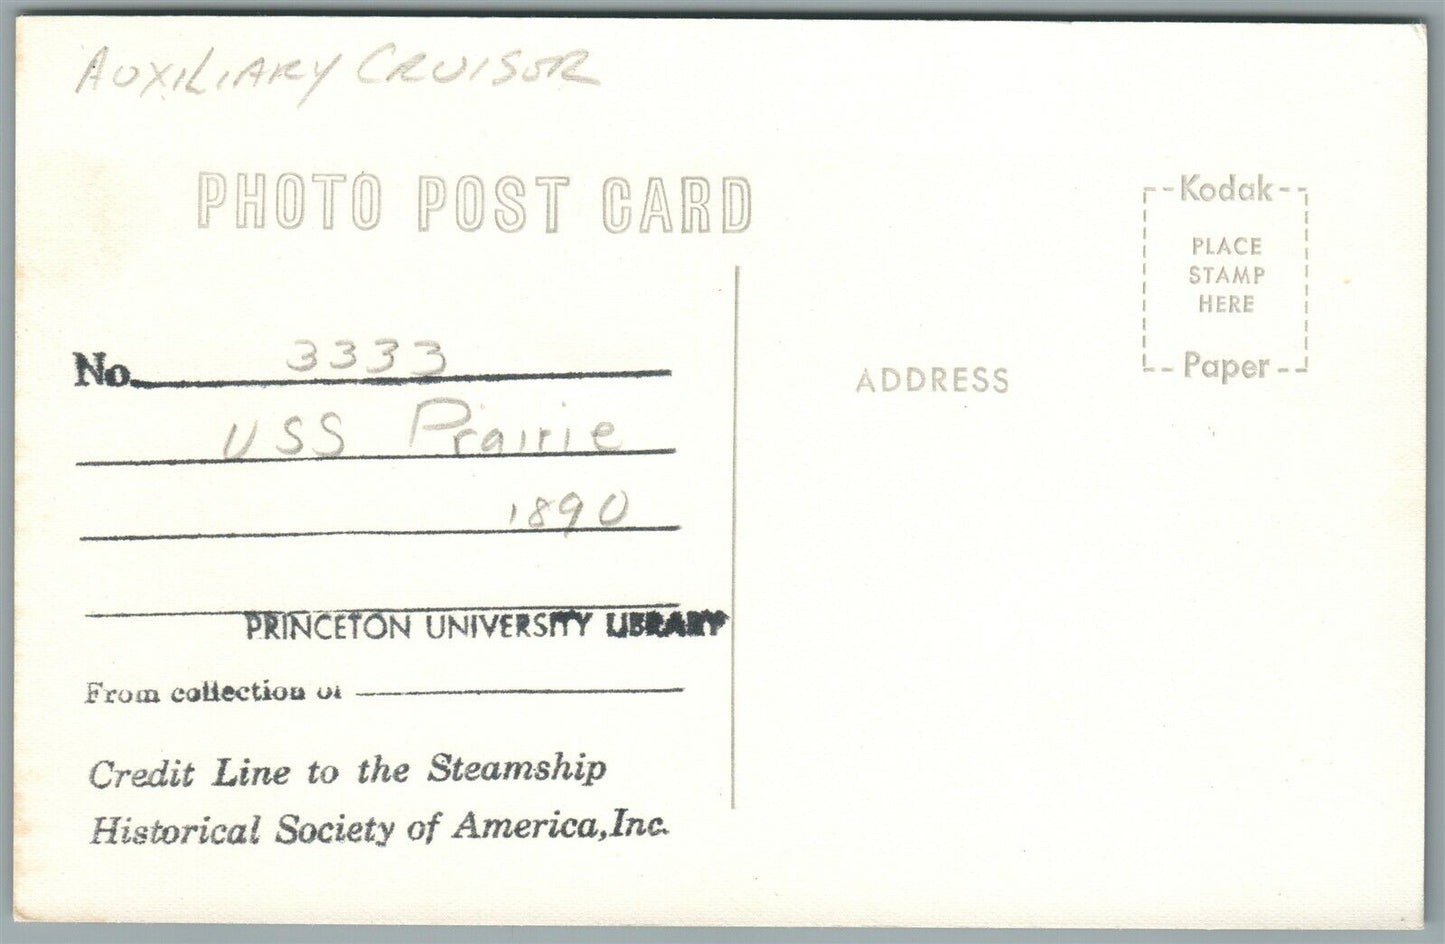 AUXILIARY CRUISER
PHOTO POST CARD
Kodak
PLACE
STAMP
HERE
Paper
No. 3333
USS Prairie
1890
ADDRESS
PRINCETON UNIVERSITY LIBRARY
From collection of
Credit Line to the Steamship
Historical Society of America, Inc.